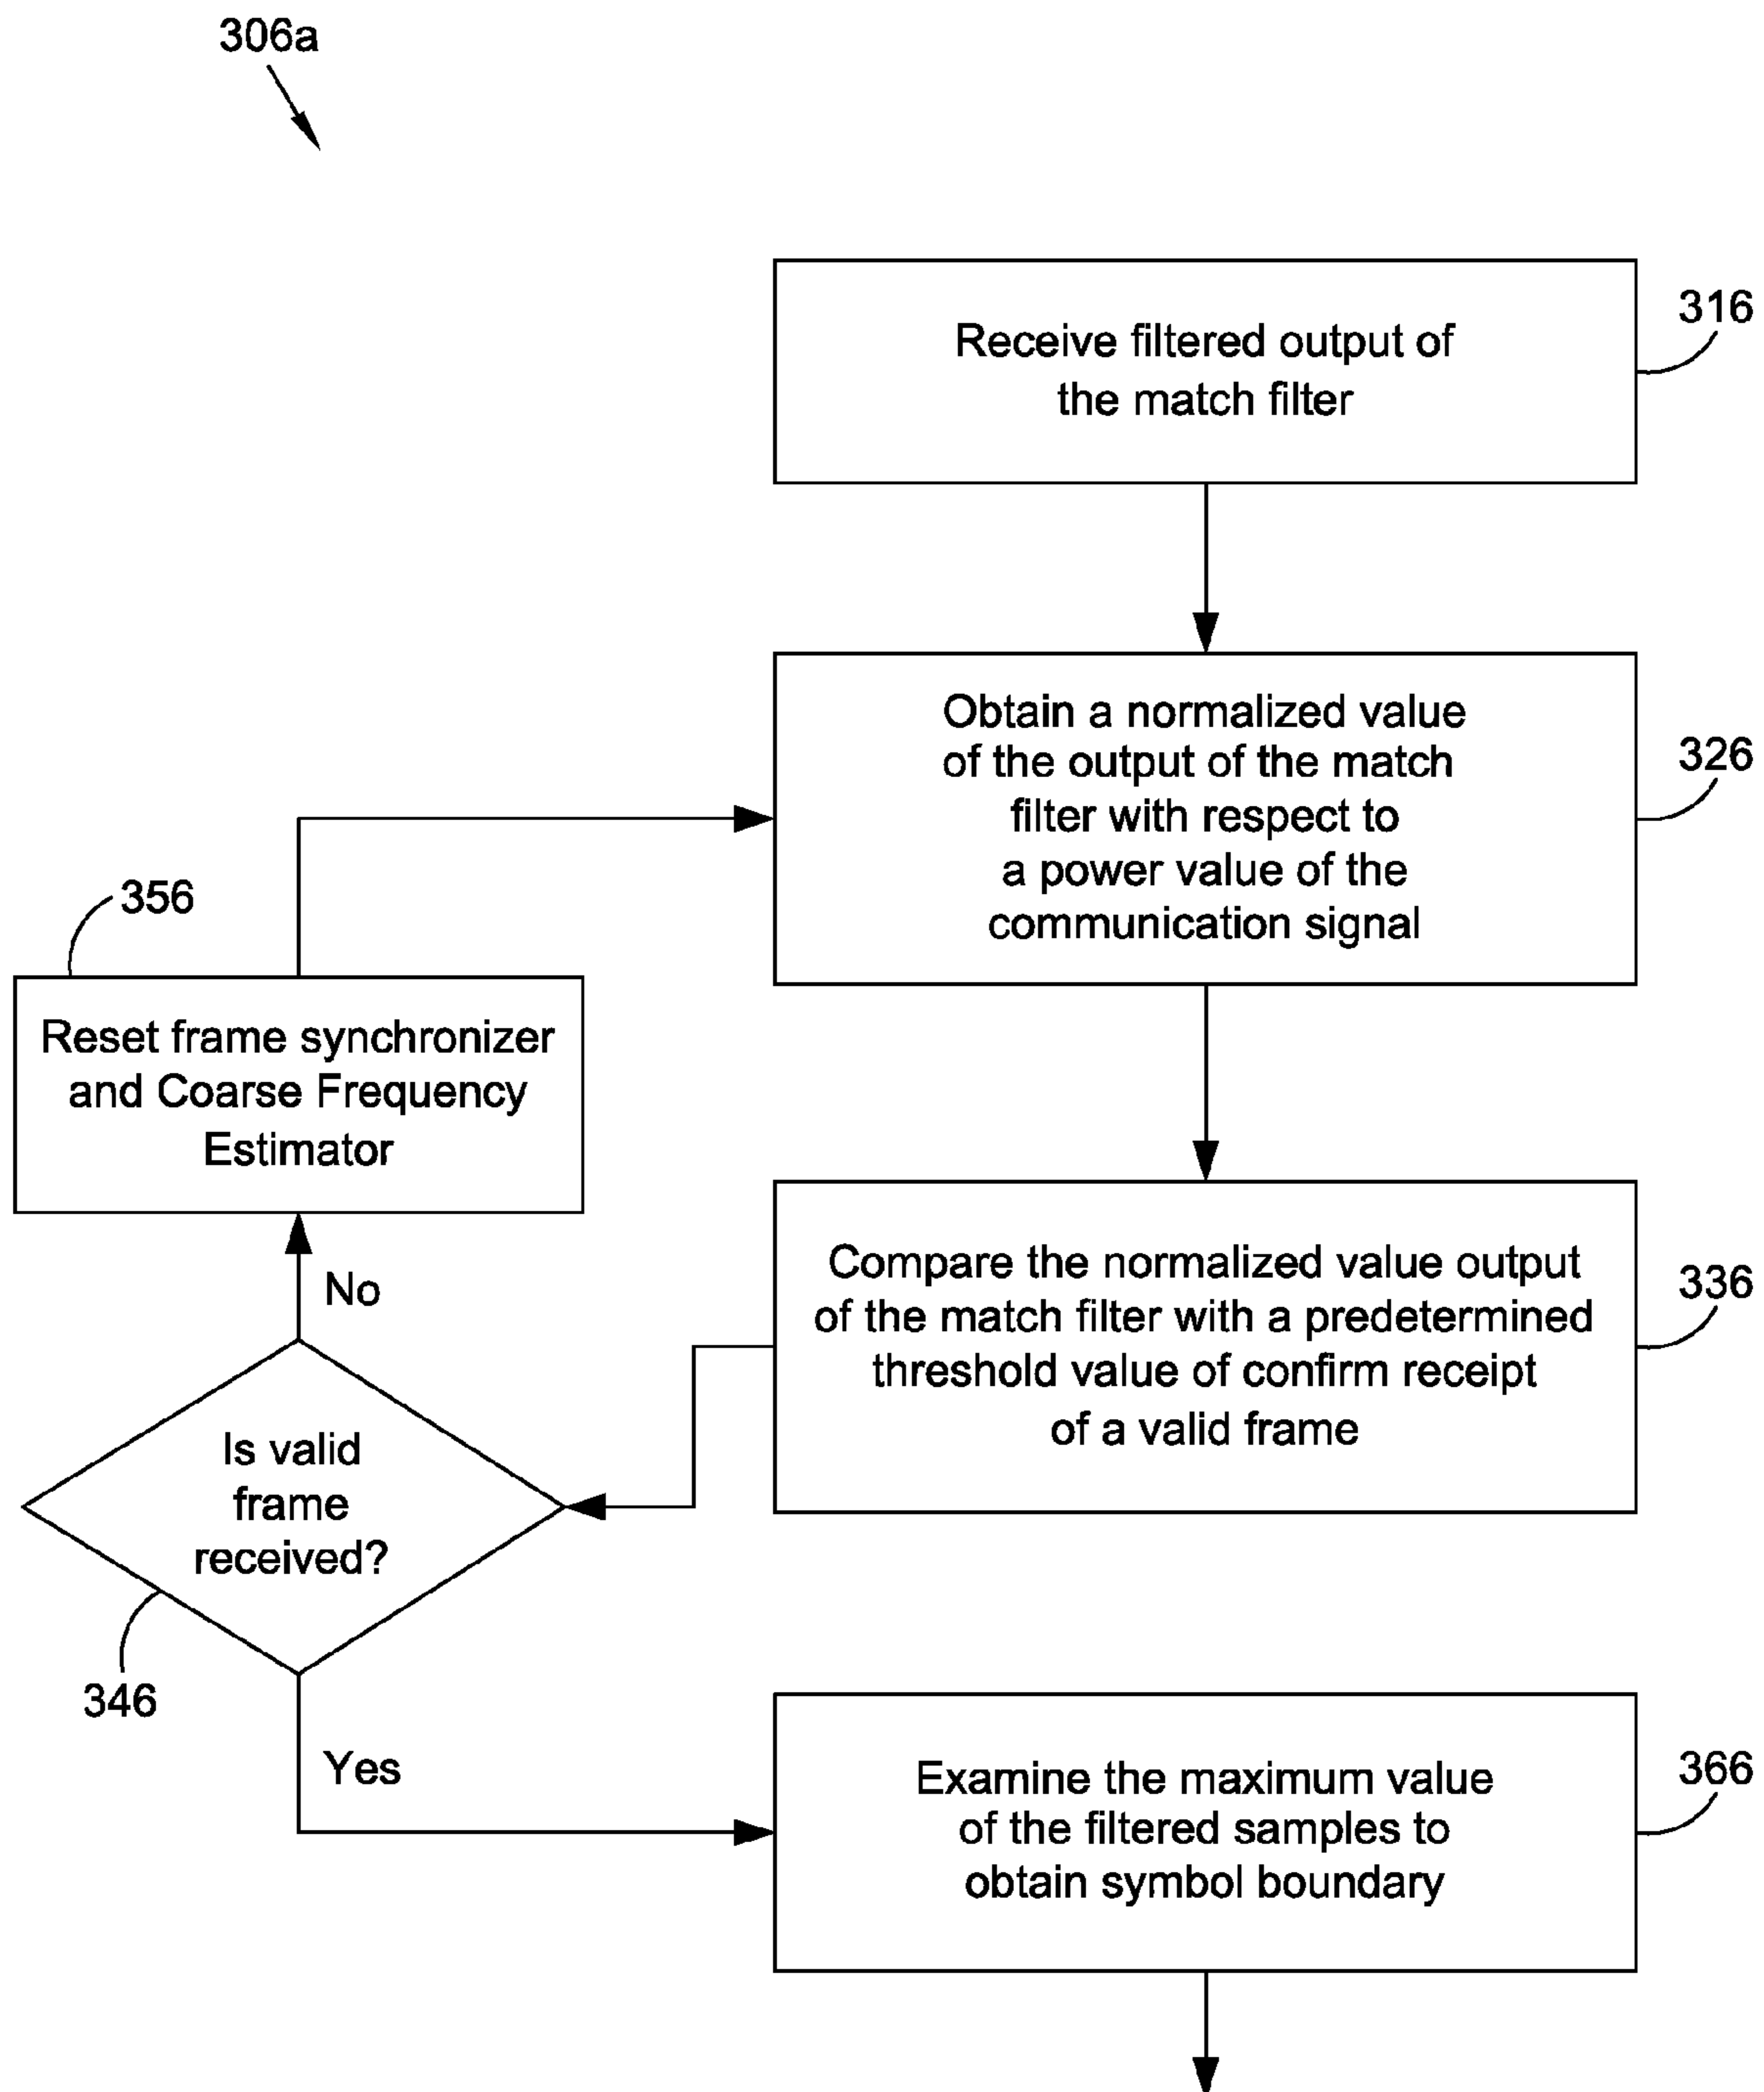 306a
Receive filtered output of
the match filter
316
Obtain a normalized value
of the output of the match
filter with respect to
a power value of the
communication signal
326
356
Reset frame synchronizer
and Coarse Frequency
Estimator
Compare the normalized value output
of the match filter with a predetermined
threshold value of confirm receipt
of a valid frame
336
No
Is valid
frame
received?
346
Yes
Examine the maximum value
of the filtered samples to
obtain symbol boundary
366